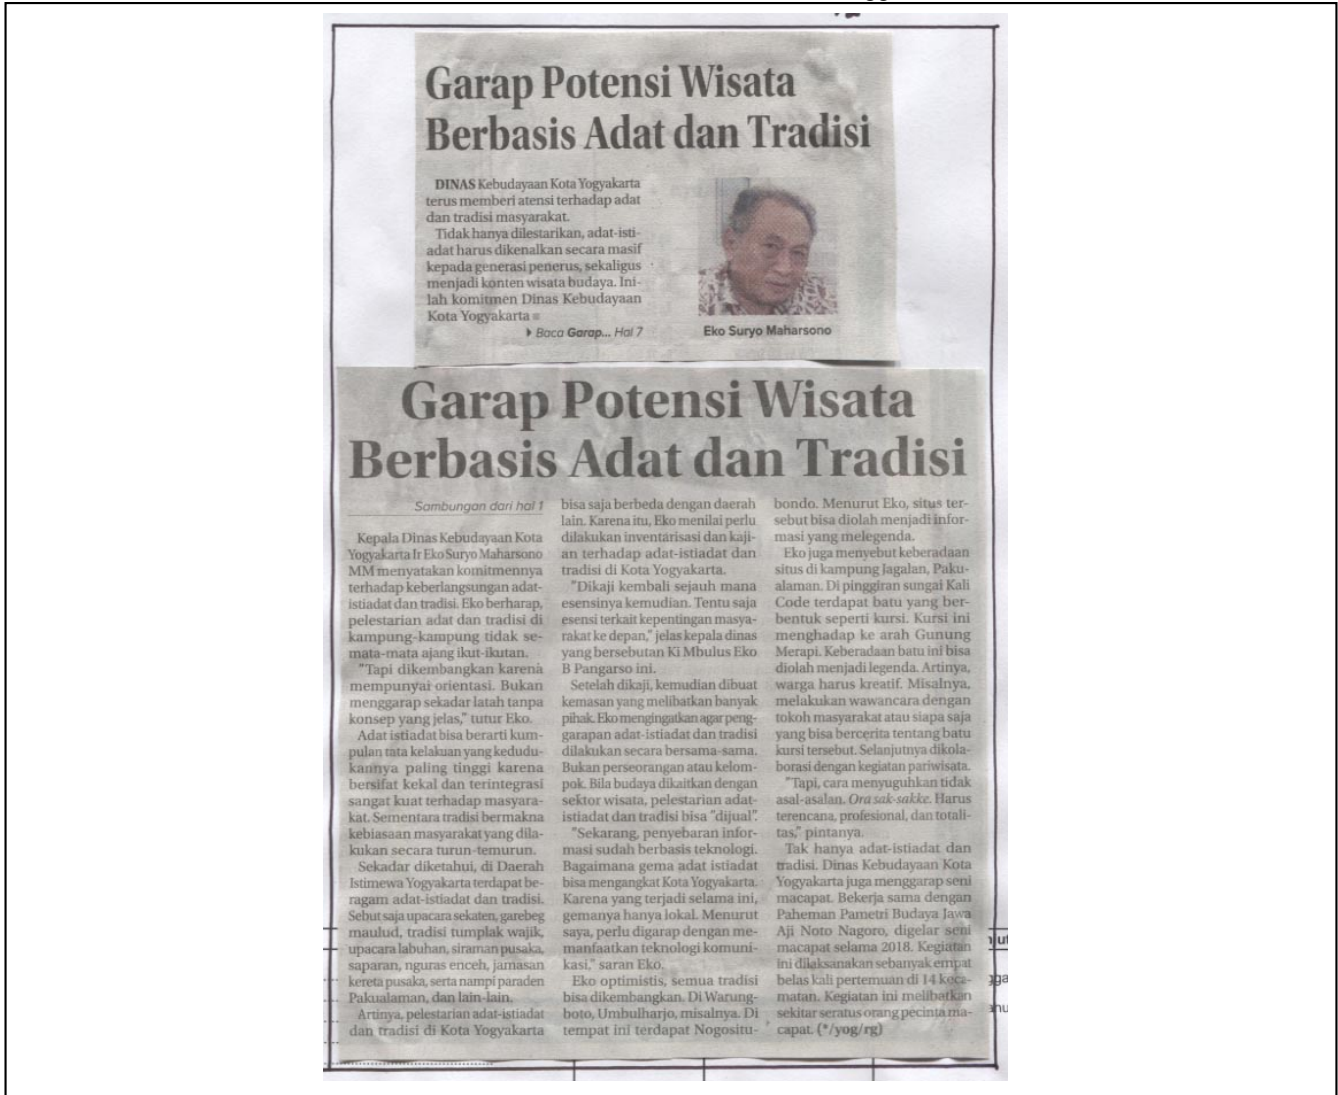 Garap Potensi Wisata
Berbasis Adat dan Tradisi
DINAS Kebudayaan Kota Yogyakarta
terus memberi atensi terhadap adat
dan tradisi masyarakat.
Tidak hanya dilestarikan, adat-isti-
adat harus dikenalkan secara masif
kepada generasi penerus, sekaligus
menjadi konten wisata budaya. Ini-
lah komitmen Dinas Kebudayaan
Kota Yogyakarta
Baca Garap... Hal 7
Eko Suryo Maharsono
Garap Potensi Wisata
Berbasis Adat dan Tradisi
Sambungan dari hal 1
Kepala Dinas Kebudayaan Kota
Yogyakarta Ir Eko Suryo Maharsono
MM menyatakan komitmennya
terhadap keberlangsungan adat-
istiadat dan tradisi. Eko berharap,
pelestarian adat dan tradisi di
kampung-kampung tidak se-
mata-mata ajang ikut-ikutan.
"Tapi dikembangkan karena
mempunyai orientasi. Bukan
menggarap sekadar latah tanpa
konsep yang jelas," tutur Eko.
Adat istiadat bisa berarti kum-
pulan tata kelakuan yang kedudu-
kannya paling tinggi karena
bersifat kekal dan terintegrasi
sangat kuat terhadap masyara-
kat. Sementara tradisi bermakna
kebiasaan masyarakat yang dila-
kukan secara turun-temurun.
Sekadar diketahui, di Daerah
Istimewa Yogyakarta terdapat be-
ragam adat-istiadat dan tradisi.
Sebut saja upacara sekaten, garebeg
maulud, tradisi tumplak wajik,
upacara labuhan, siraman pusaka,
saparan, nguras enceh, jamasan
kereta pusaka, serta nampi paraden
Pakualaman, dan lain-lain.
Artinya, pelestarian adat-istiadat
dan tradisi di Kota Yogyakarta
bisa saja berbeda dengan daerah
lain. Karena itu, Eko menilai perlu
dilakukan inventarisasi dan kaji-
an terhadap adat-istiadat dan
tradisi di Kota Yogyakarta.
"Dikaji kembali sejauh mana
esensinya kemudian. Tentu saja
esensi terkait kepentingan masya-
rakat ke depan," jelas kepala dinas
yang bersebutan Ki Mbulus Eko
B Pangarso ini.
Setelah dikaji, kemudian dibuat
kemasan yang melibatkan banyak
pihak. Eko mengingatkan agar peng-
garapan adat-istiadat dan tradisi
dilakukan secara bersama-sama.
Bukan perseorangan atau kelom-
pok. Bila budaya dikaitkan dengan
sektor wisata, pelestarian adat-
istiadat dan tradisi bisa "dijual".
"Sekarang, penyebaran infor-
masi sudah berbasis teknologi.
Bagaimana gema adat istiadat
bisa mengangkat Kota Yogyakarta.
Karena yang terjadi selama ini,
gemanya hanya lokal. Menurut
saya, perlu digarap dengan me-
manfaatkan teknologi komuni-
kasi," saran Eko.
Eko optimistis, semua tradisi
bisa dikembangkan. Di Warung-
boto, Umbulharjo, misalnya. Di
tempat ini terdapat Nogositu-
bondo. Menurut Eko, situs ter-
sebut bisa diolah menjadi infor-
masi yang melegenda.
Eko juga menyebut keberadaan
situs di kampung Jagalan, Paku-
alaman. Di pinggiran sungai Kali
Code terdapat batu yang ber-
bentuk seperti kursi. Kursi ini
menghadap ke arah Gunung
Merapi. Keberadaan batu ini bisa
diolah menjadi legenda. Artinya,
warga harus kreatif. Misalnya,
melakukan wawancara dengan
tokoh masyarakat atau siapa saja
yang bisa bercerita tentang batu
kursi tersebut. Selanjutnya dikola-
borasi dengan kegiatan pariwisata.
"Tapi, cara menyuguhkan tidak
asal-asalan. Ora sak-sakke. Harus
terencana, profesional, dan totali-
tas," pintanya.
Tak hanya adat-istiadat dan
tradisi. Dinas Kebudayaan Kota
Yogyakarta juga menggarap seni
macapat. Bekerja sama dengan
Paheman Pametri Budaya Jawa
Aji Noto Nagoro, digelar seni
macapat selama 2018. Kegiatan
ini dilaksanakan sebanyak empat
belas kali pertemuan di 14 keca-
matan. Kegiatan ini melibatkan
sekitar seratus orang pecinta ma-
capat. (*/yog/rg)